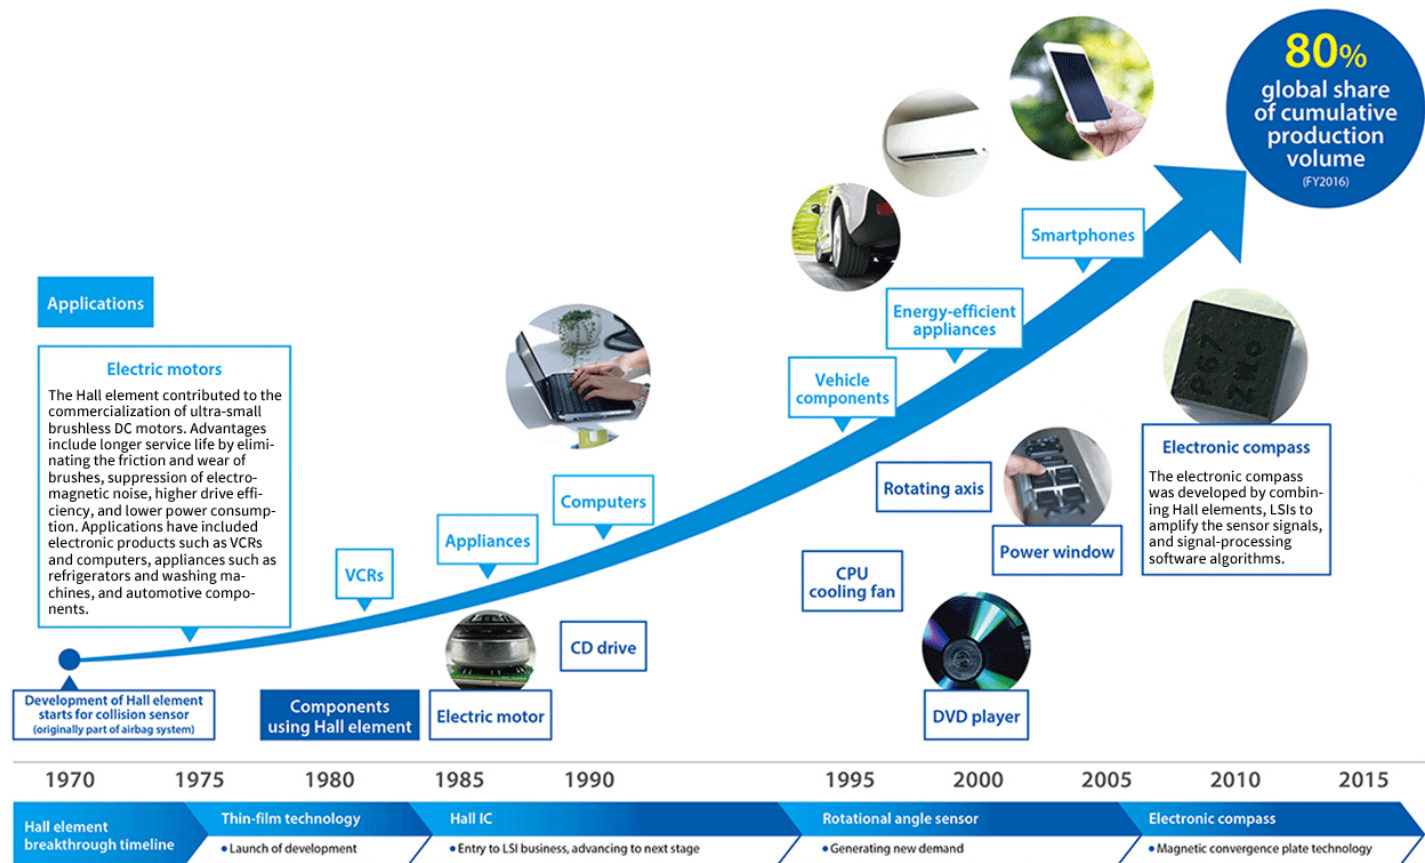 80%
global share
of cumulative
production
volume
(FY2016)
Smartphones
Applications
Energy-efficient
appliances
Electric motors
The Hall element contributed to the
commercialization of ultra-small
brushless DC motors. Advantages
include longer service life by elimi-
nating the friction and wear of
brushes, suppression of electro-
magnetic noise, higher drive effi-
ciency, and lower power consump-
tion. Applications have included
electronic products such as VCRs
and computers, appliances such as
refrigerators and washing ma-
chines, and automotive compo-
nents.
Vehicle
components
P67
ZMo
Electronic compass
The electronic compass
was developed by combin-
ing Hall elements, LSIs to
amplify the sensor signals,
and signal-processing
software algorithms.
Computers
Rotating axis
Appliances
Power window
VCRs
CPU
cooling fan
CD drive
Development of Hall element
starts for collision sensor
(originally part of airbag system)
Components
using Hall element
Electric motor
DVD player
1970 1975 1980 1985 1990 1995 2000 2005 2010 2015
Hall element
breakthrough timeline
Thin-film technology
• Launch of development
Hall IC
• Entry to LSI business, advancing to next stage
Rotational angle sensor
• Generating new demand
Electronic compass
• Magnetic convergence plate technology